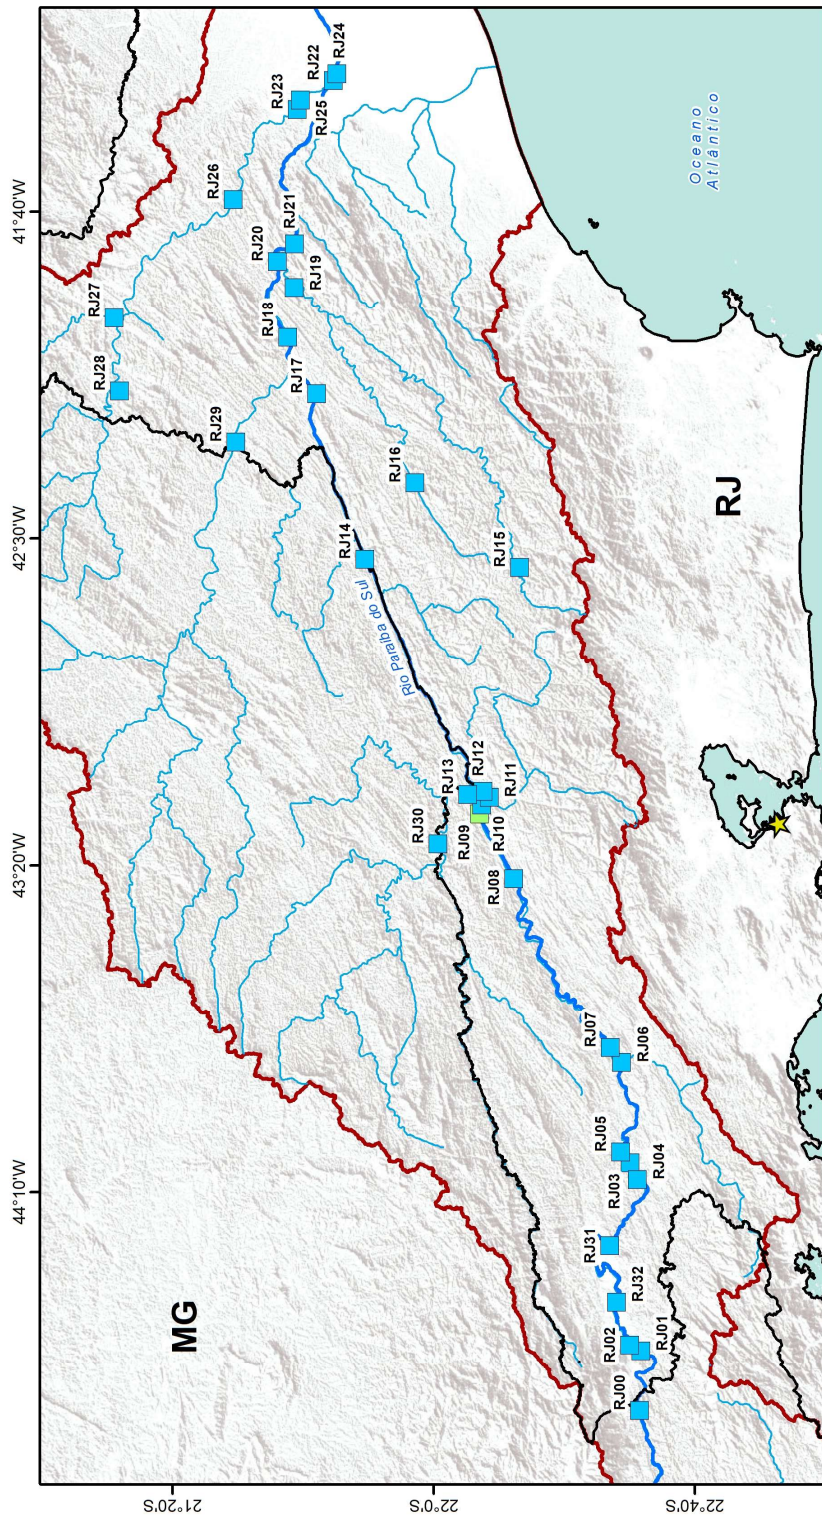 41°40'W
42°30'W
43°20'W
44°10'W
21°20'S
22°0'S
22°40'S
MG
RJ
Oceano
Atlântico
Rio Paraíba do Sul
RJ22
RJ24
RJ23
RJ25
RJ26
RJ21
RJ20
RJ19
RJ27
RJ18
RJ28
RJ17
RJ29
RJ16
RJ14
RJ15
RJ12
RJ13
RJ11
RJ09
RJ10
RJ30
RJ08
RJ07
RJ06
RJ05
RJ04
RJ03
RJ31
RJ32
RJ02
RJ01
RJ00